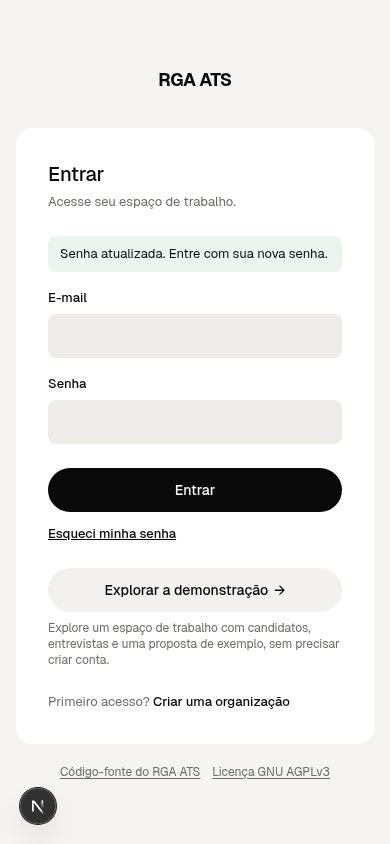 RGA ATS
Entrar
Acesse seu espaço de trabalho.
Senha atualizada. Entre com sua nova senha.
E-mail
Senha
Entrar
Esqueci minha senha
Explorar a demonstração →
Explore um espaço de trabalho com candidatos,
entrevistas e uma proposta de exemplo, sem precisar
criar conta.
Primeiro acesso? Criar uma organização
Código-fonte do RGA ATS Licença GNU AGPLv3
N